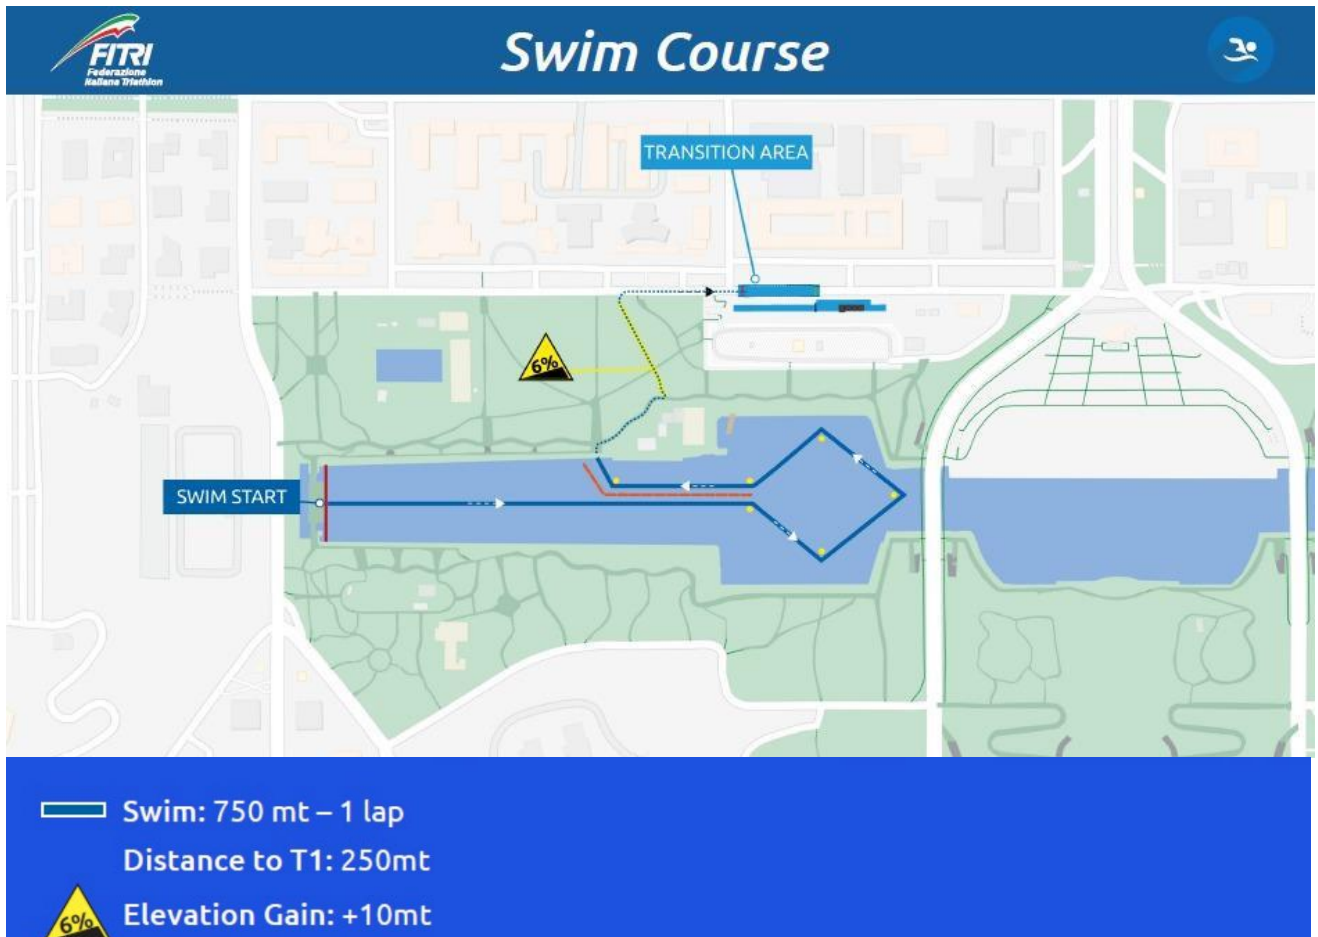 FITRI
Federazione
Italiana Triathlon
Swim Course
TRANSITION AREA
6%
SWIM START
Swim: 750 mt – 1 lap
Distance to T1: 250mt
6%
Elevation Gain: +10mt